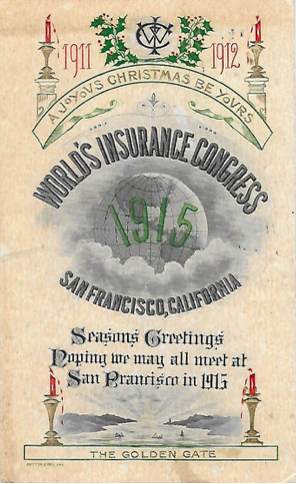 WIC
1911 1912
A JOYOUS CHRISTMAS BE YOURS
WORLD'S INSURANCE CONGRESS
1915
SAN FRANCISCO, CALIFORNIA
Seasons Greetings
Hoping we may all meet at
San Francisco in 1915
THE GOLDEN GATE